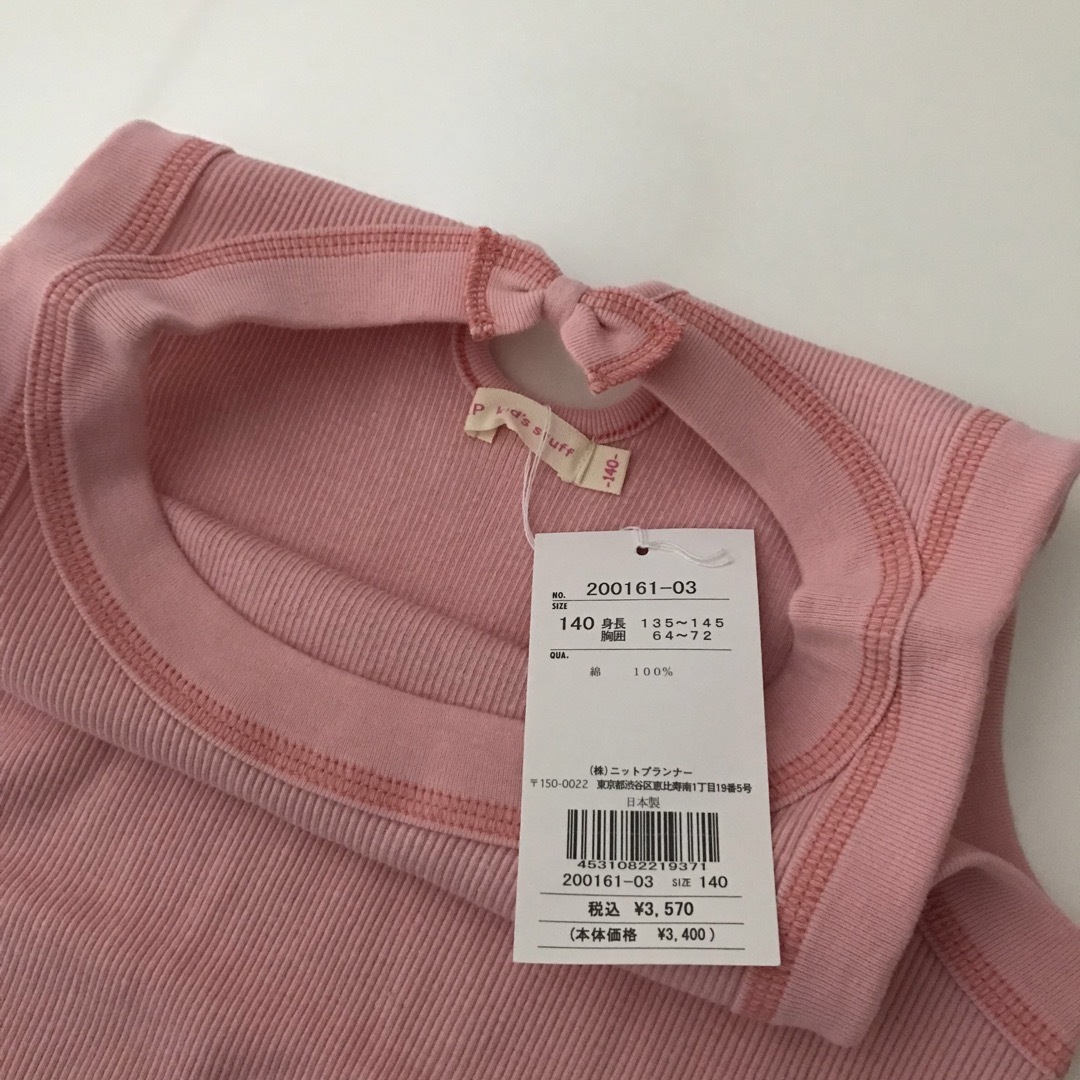 P kid's stuff
-140-
NO. 200161-03
SIZE
140 身長 135〜145
胸囲 64〜72
QUA.
綿 100%
(株)ニットプランナー
〒150-0022 東京都渋谷区恵比寿南1丁目19番5号
日本製
4531082219371
200161-03 SIZE 140
税込 ¥3,570
(本体価格 ¥3,400)